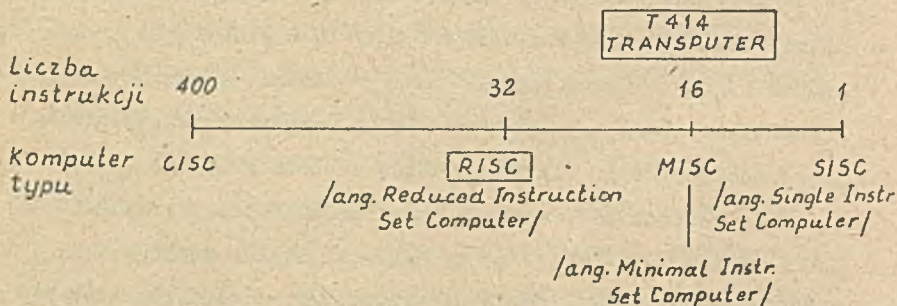 T414
TRANSPUTER
Liczba
instrukcji 400 32 16 1
Komputer CISC RISC MISC SISC
typu
/ang. Reduced Instruction
Set Computer/
/ang. Single Instr
Set Computer/
/ang. Minimal Instr.
Set Computer/